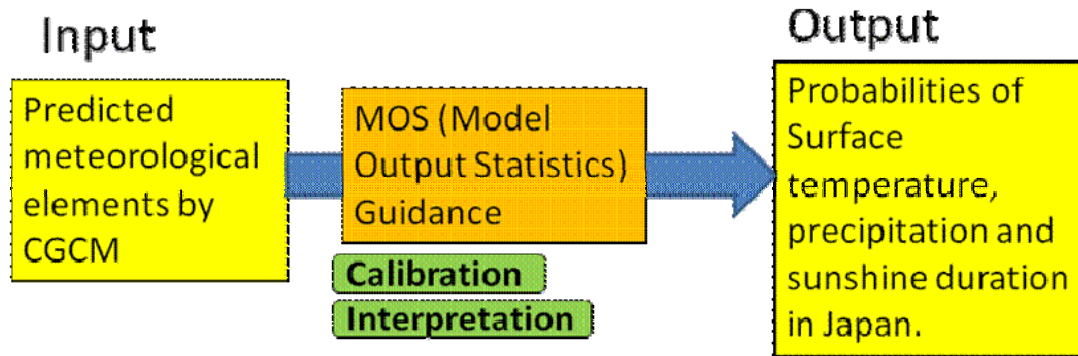 Input
Predicted
meteorological
elements by
CGCM
MOS (Model
Output Statistics)
Guidance
Calibration
Interpretation
Output
Probabilities of
Surface
temperature,
precipitation and
sunshine duration
in Japan.